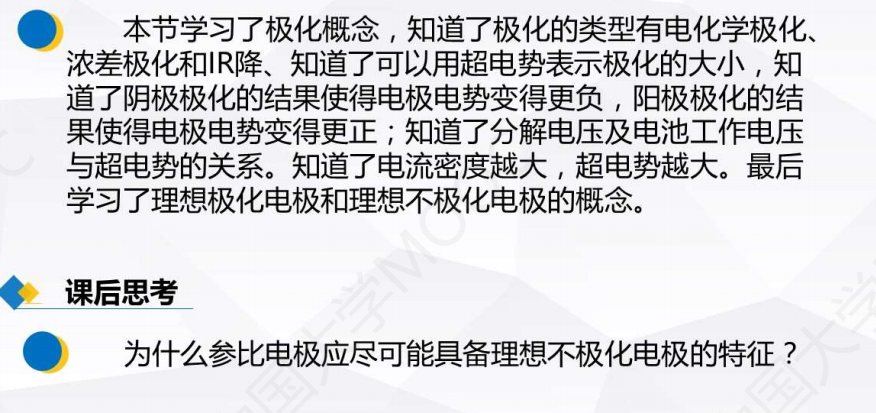 本节学习了极化概念，知道了极化的类型有电化学极化、
浓差极化和IR降、知道了可以用超电势表示极化的大小，知
道了阴极极化的结果使得电极电势变得更负，阳极极化的结
果使得电极电势变得更正；知道了分解电压及电池工作电压
与超电势的关系。知道了电流密度越大，超电势越大。最后
学习了理想极化电极和理想不极化电极的概念。
课后思考
为什么参比电极应尽可能具备理想不极化电极的特征？